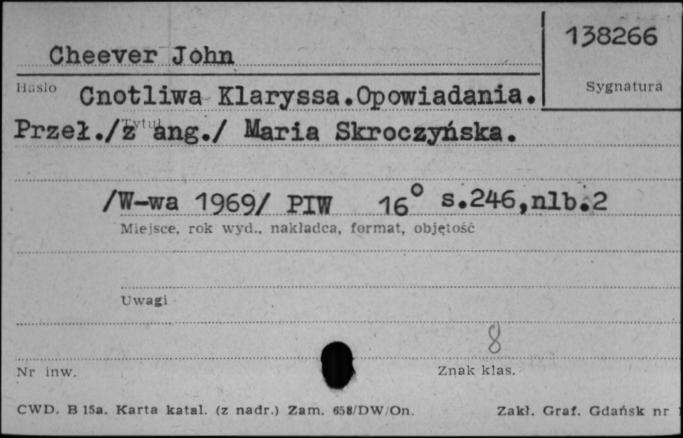 138266
Cheever John
Hasło
Sygnatura
Cnotliwa Klaryssa.Opowiadania.
Przeł./z ang./ Maria Skroczyńska.
Tytuł
/W-wa 1969/ PIW 16° s.246,nlb.2
Miejsce, rok wyd., nakładca, format, objętość
Uwagi
8
Nr inw.
Znak klas.
CWD. B 15a. Karta katal. (z nadr.) Zam. 658/DW/On.
Zakł. Graf. Gdańsk nr